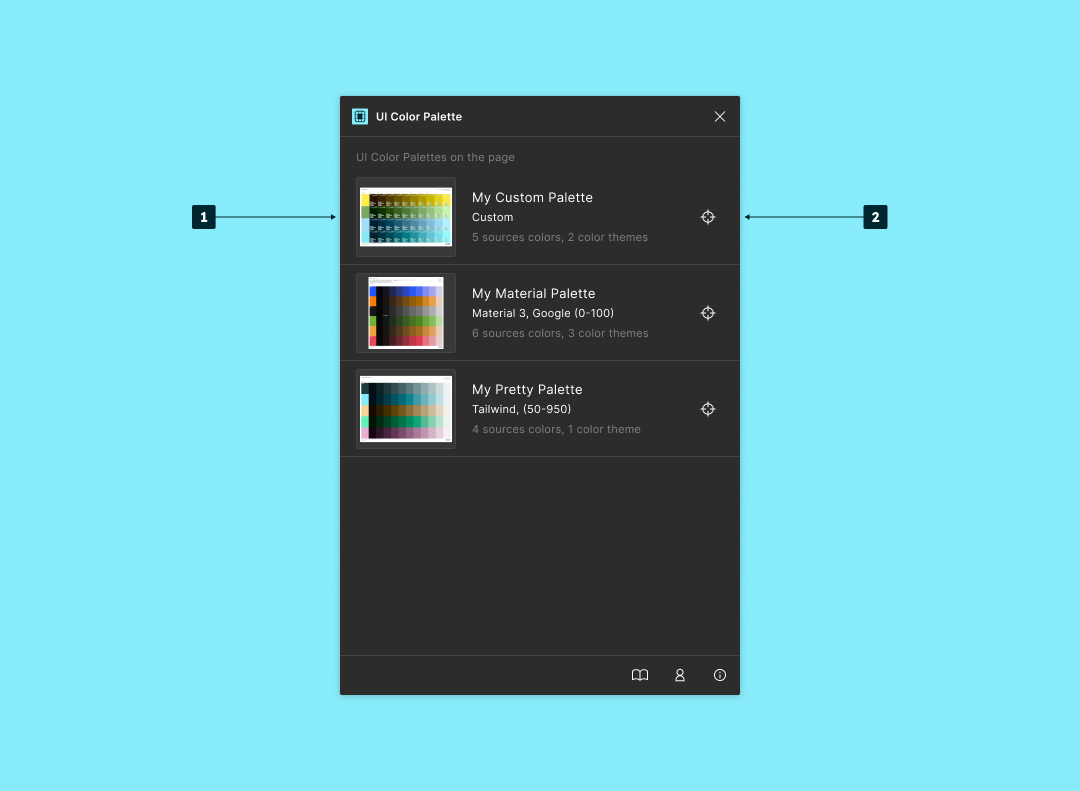 UI Color Palette
UI Color Palettes on the page
1
My Custom Palette
Custom
5 sources colors, 2 color themes
2
My Material Palette
Material 3, Google (0-100)
6 sources colors, 3 color themes
My Pretty Palette
Tailwind, (50-950)
4 sources colors, 1 color theme